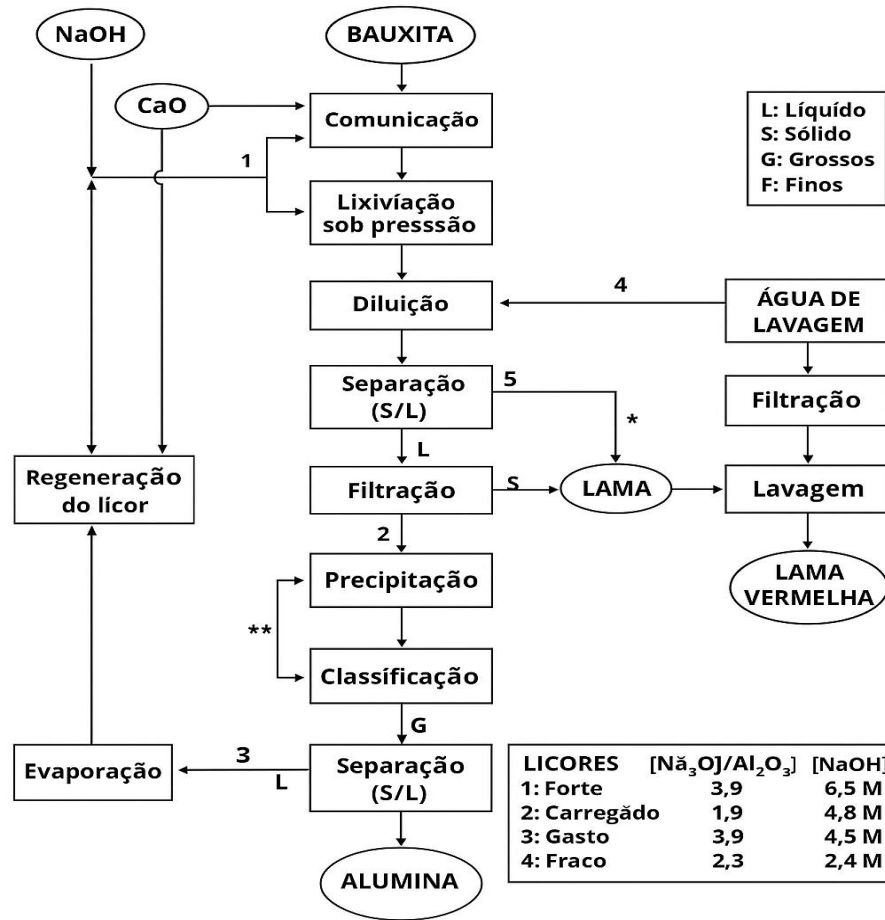 NaOH
BAUXITA
CaO
Comunicação
L: Líquído
S: Sólido
G: Grossos
F: Finos
1
Lixivíação
sob presssão
Diluição
4
ÁGUA DE
LAVAGEM
Separação
(S/L)
5
*
Filtração
L
Regeneração
do lícor
Filtração
S
LAMA
Lavagem
2
Precipitação
LAMA
VERMELHA
**
Classífícação
G
Evaporação
3
L
Separação
(S/L)
ALUMINA
LICORES [Nă₃O]/Al₂O₃] [NaOH]
1: Forte 3,9 6,5 M
2: Carregădo 1,9 4,8 M
3: Gasto 3,9 4,5 M
4: Fraco 2,3 2,4 M